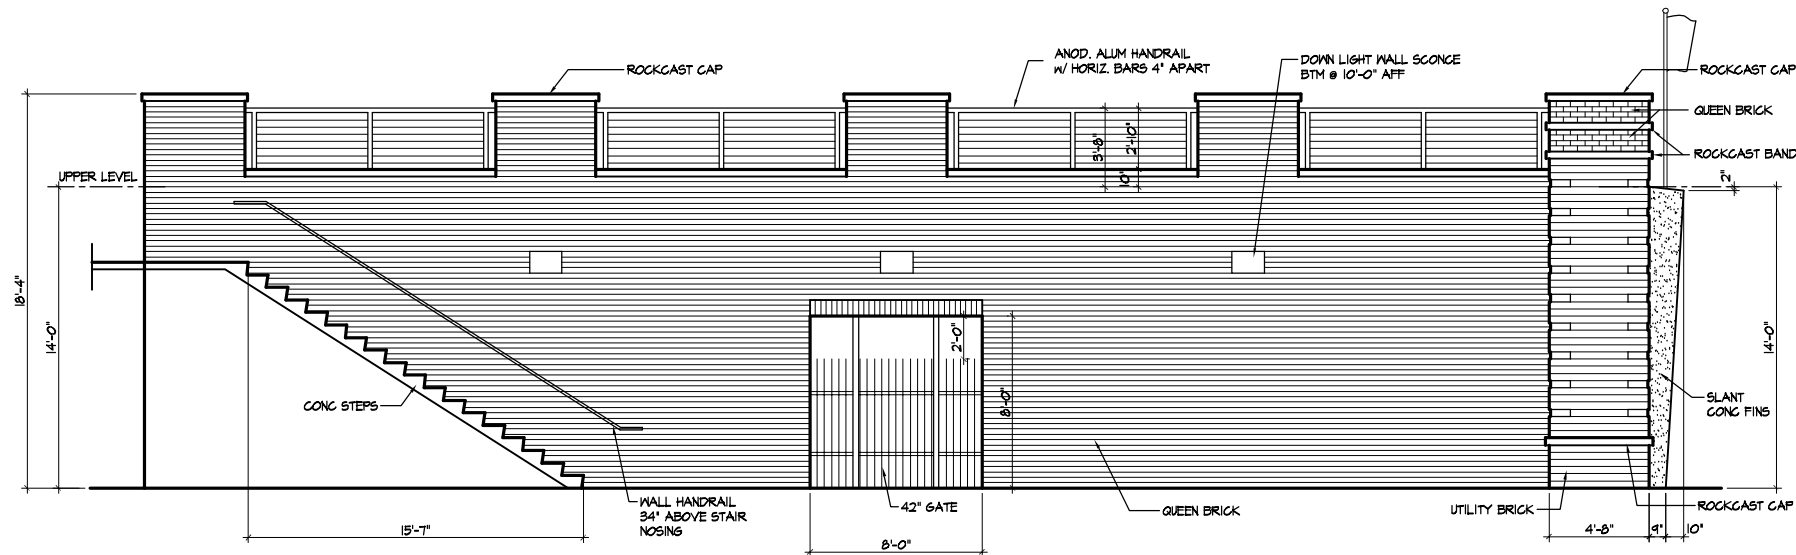 ANOD. ALUM HANDRAIL
W/ HORIZ. BARS 4" APART
DOWN LIGHT WALL SCONCE
BTM @ 10'-0" AFF
ROCKCAST CAP
ROCKCAST CAP
QUEEN BRICK
ROCKCAST BAND
UPPER LEVEL
3'-8"
2'-10"
10"
2"
18'-4"
14'-0"
14'-0"
2'-0"
8'-0"
CONC STEPS
SLANT
CONC FINS
WALL HANDRAIL
34" ABOVE STAIR
NOSING
42" GATE
QUEEN BRICK
UTILITY BRICK
ROCKCAST CAP
15'-7"
8'-0"
4'-8"
9"
10"